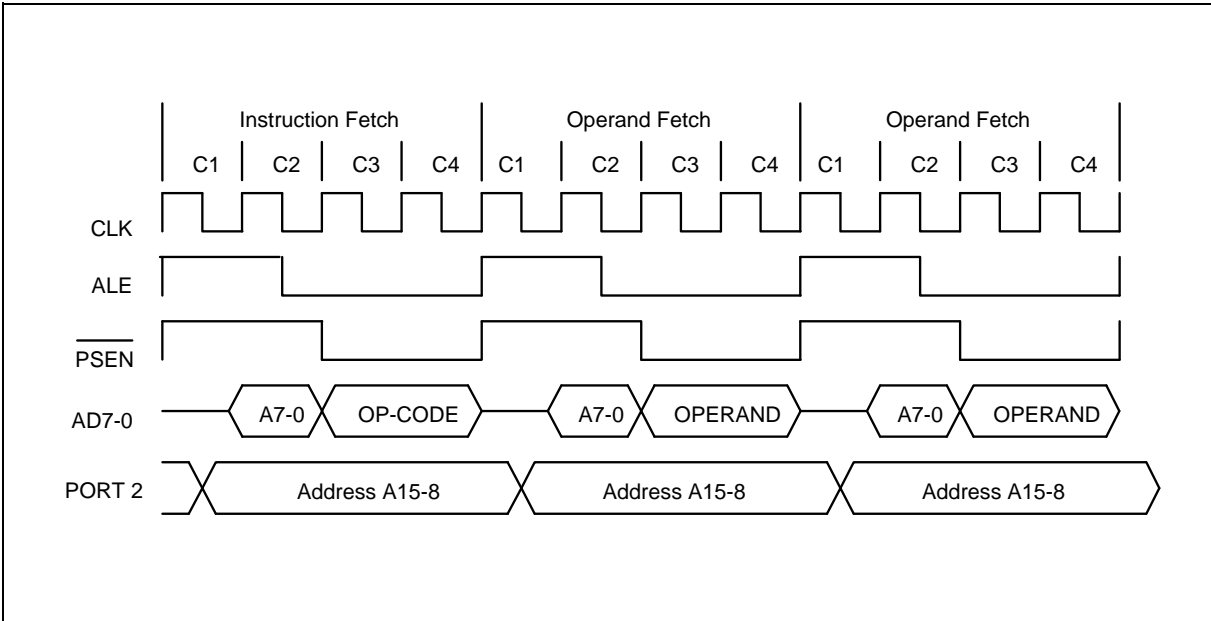 Instruction Fetch Operand Fetch Operand Fetch
C1 C2 C3 C4 C1 C2 C3 C4 C1 C2 C3 C4
CLK
ALE
PSEN
AD7-0 A7-0 OP-CODE A7-0 OPERAND A7-0 OPERAND
PORT 2 Address A15-8 Address A15-8 Address A15-8